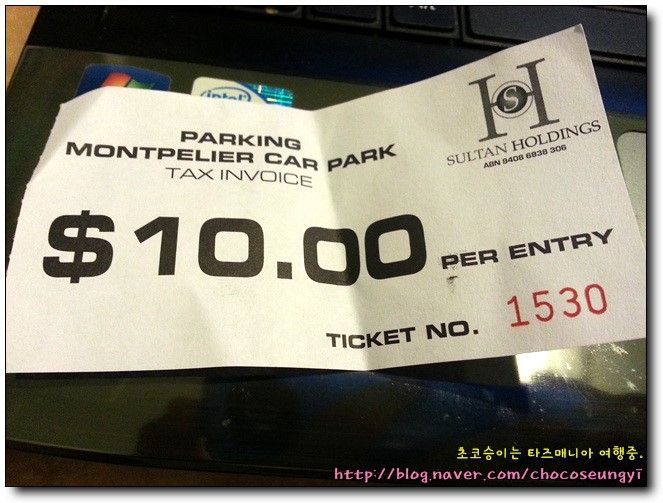 intel
PARKING
MONTPELIER CAR PARK
TAX INVOICE
$10.00 PER ENTRY
TICKET NO. 1530
SH
SULTAN HOLDINGS
ABN 9408 6838 306
초코승이는 타즈매니아 여행중.
http://blog.naver.com/chocoseungyi